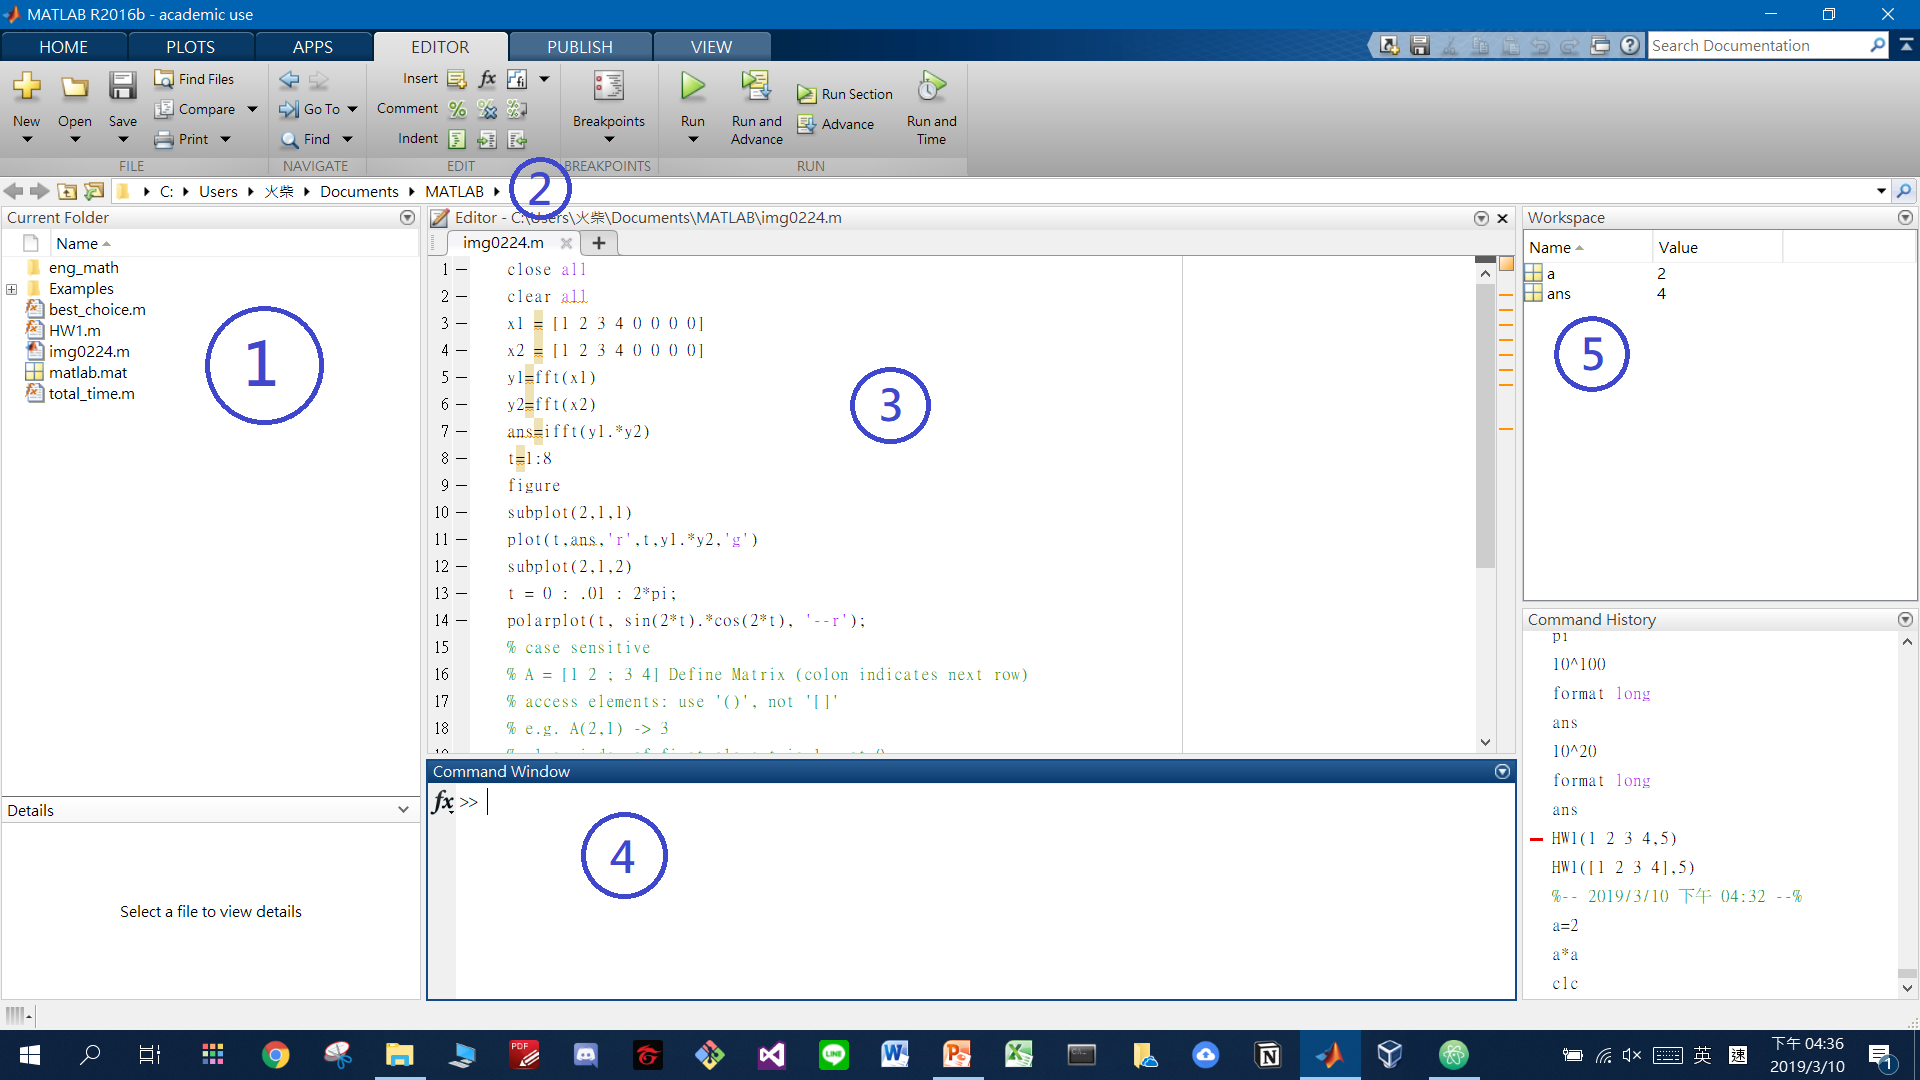 MATLAB R2016b - academic use
HOME PLOTS APPS EDITOR PUBLISH VIEW
Search Documentation
New
Open
Save
Find Files
Compare
Print
FILE
Go To
Find
NAVIGATE
Insert
Comment
Indent
EDIT
Breakpoints
BREAKPOINTS
Run
Run and
Advance
Run Section
Advance
Run and
Time
RUN
C: Users 火柴 Documents MATLAB
2
Current Folder
Name
eng_math
Examples
best_choice.m
HW1.m
img0224.m
matlab.mat
total_time.m
1
Details
Select a file to view details
Editor - C:\Users\火柴\Documents\MATLAB\img0224.m
img0224.m
1 close all
2 clear all
3 x1 = [1 2 3 4 0 0 0 0]
4 x2 = [1 2 3 4 0 0 0 0]
5 y1=fft(x1)
6 y2=fft(x2)
7 ans=ifft(y1.*y2)
8 t=1:8
9 figure
10 subplot(2,1,1)
11 plot(t,ans,'r',t,y1.*y2,'g')
12 subplot(2,1,2)
13 t = 0 : .01 : 2*pi;
14 polarplot(t, sin(2*t).*cos(2*t), '--r');
15 % case sensitive
16 % A = [1 2 ; 3 4] Define Matrix (colon indicates next row)
17 % access elements: use '()', not '[]'
18 % e.g. A(2,1) -> 3
3
Command Window
fx >>
4
Workspace
Name Value
a 2
ans 4
5
Command History
pi
10^100
format long
ans
10^20
format long
ans
HW1(1 2 3 4,5)
HW1([1 2 3 4],5)
%-- 2019/3/10 下午 04:32 --%
a=2
a*a
clc
PDF
LINE
英
速
下午 04:36
2019/3/10
1